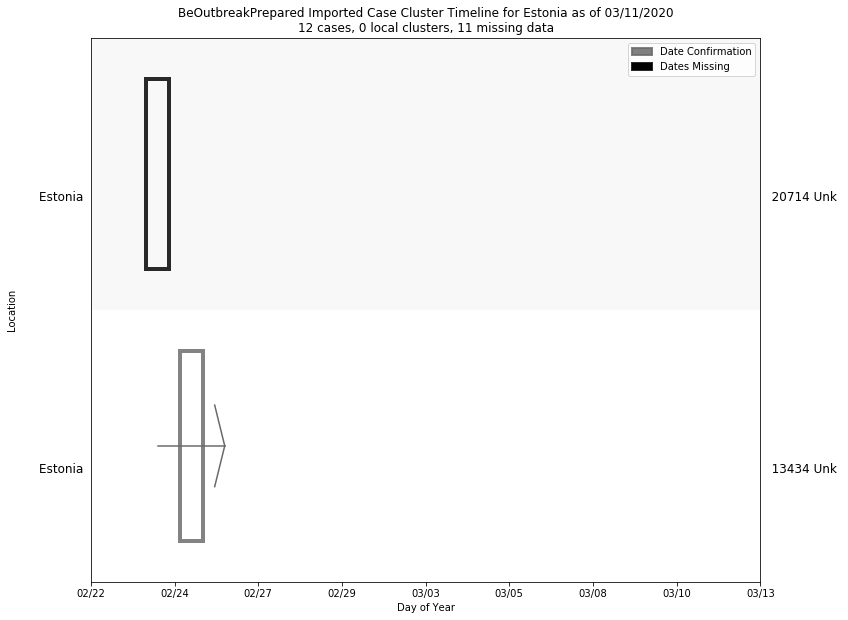 BeOutbreakPrepared Imported Case Cluster Timeline for Estonia as of 03/11/2020
12 cases, 0 local clusters, 11 missing data
Date Confirmation
Dates Missing
Estonia
20714 Unk
Location
Estonia
13434 Unk
02/22 02/24 02/27 02/29 03/03 03/05 03/08 03/10 03/13
Day of Year